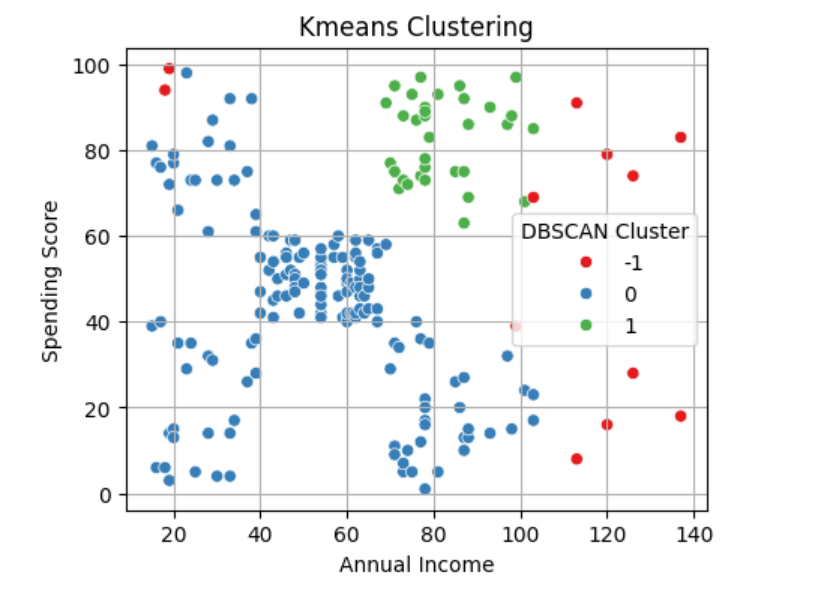 Kmeans Clustering
100
80
60
40
20
0
Spending Score
DBSCAN Cluster
-1
0
1
20 40 60 80 100 120 140
Annual Income